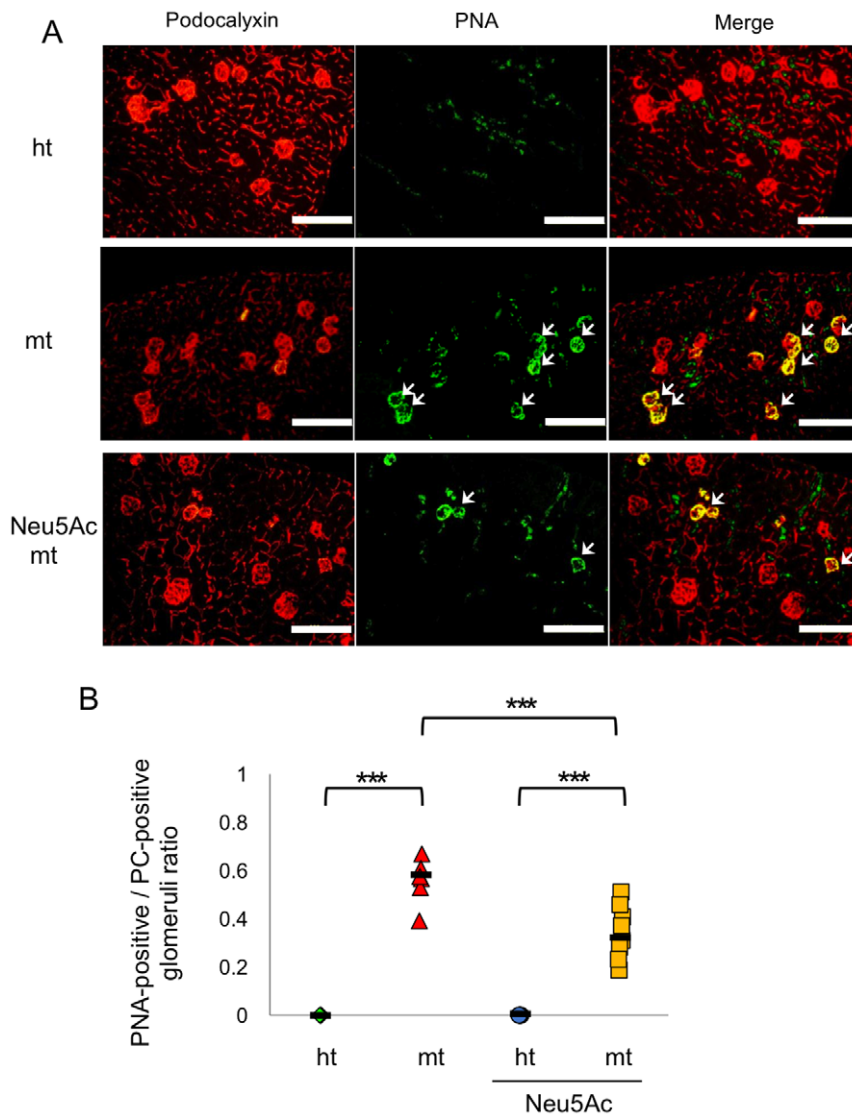 A
Podocalyxin PNA Merge
ht
mt
Neu5Ac
mt
B
PNA-positive / PC-positive
glomeruli ratio
1
0.8
0.6
0.4
0.2
0
***
***
***
ht mt ht mt
Neu5Ac